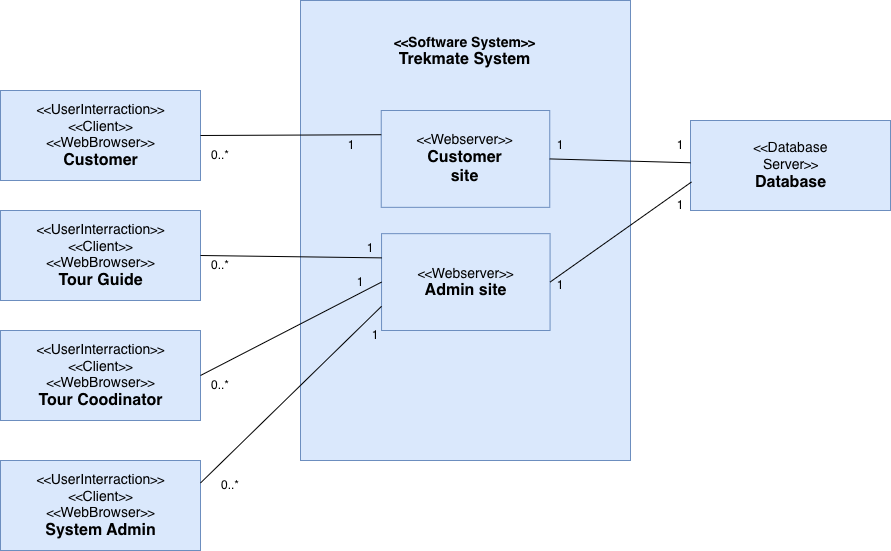 <<Software System>>
Trekmate System
<<UserInterraction>>
<<Client>>
<<WebBrowser>>
Customer
0..*
1
<<Webserver>>
Customer
site
1
1
<<Database
Server>>
Database
1
<<UserInterraction>>
<<Client>>
<<WebBrowser>>
Tour Guide
0..*
1
1
1
<<Webserver>>
Admin site
1
<<UserInterraction>>
<<Client>>
<<WebBrowser>>
Tour Coodinator
0..*
<<UserInterraction>>
<<Client>>
<<WebBrowser>>
System Admin
0..*